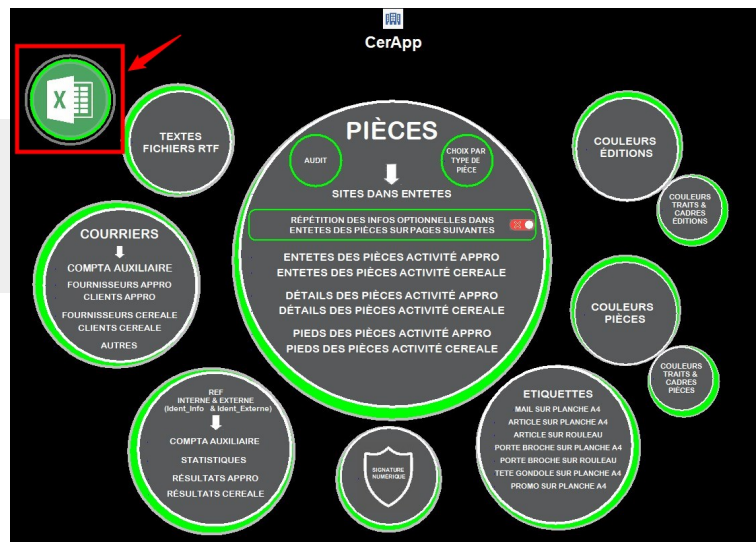 CerApp
X
TEXTES
FICHIERS RTF
PIÈCES
AUDIT
CHOIX PAR
TYPE DE
PIÈCE
SITES DANS ENTETES
RÉPÉTITION DES INFOS OPTIONNELLES DANS
ENTETES DES PIÈCES SUR PAGES SUIVANTES
ENTETES DES PIÈCES ACTIVITÉ APPRO
ENTETES DES PIÈCES ACTIVITÉ CEREALE
DÉTAILS DES PIÈCES ACTIVITÉ APPRO
DÉTAILS DES PIÈCES ACTIVITÉ CEREALE
PIEDS DES PIÈCES ACTIVITÉ APPRO
PIEDS DES PIÈCES ACTIVITÉ CEREALE
COULEURS
ÉDITIONS
COULEURS
TRAITS &
CADRES
ÉDITIONS
COURRIERS
COMPTA AUXILIAIRE
FOURNISSEURS APPRO
CLIENTS APPRO
FOURNISSEURS CEREALE
CLIENTS CEREALE
AUTRES
COULEURS
PIÈCES
COULEURS
TRAITS &
CADRES
PIÈCES
REF
INTERNE & EXTERNE
(Ident_Info & Ident_Externe)
COMPTA AUXILIAIRE
STATISTIQUES
RÉSULTATS APPRO
RÉSULTATS CEREALE
SIGNATURE
NUMÉRIQUE
ETIQUETTES
MAIL SUR PLANCHE A4
ARTICLE SUR PLANCHE A4
ARTICLE SUR ROULEAU
PORTE BROCHE SUR PLANCHE A4
PORTE BROCHE SUR ROULEAU
TETE GONDOLE SUR PLANCHE A4
PROMO SUR PLANCHE A4